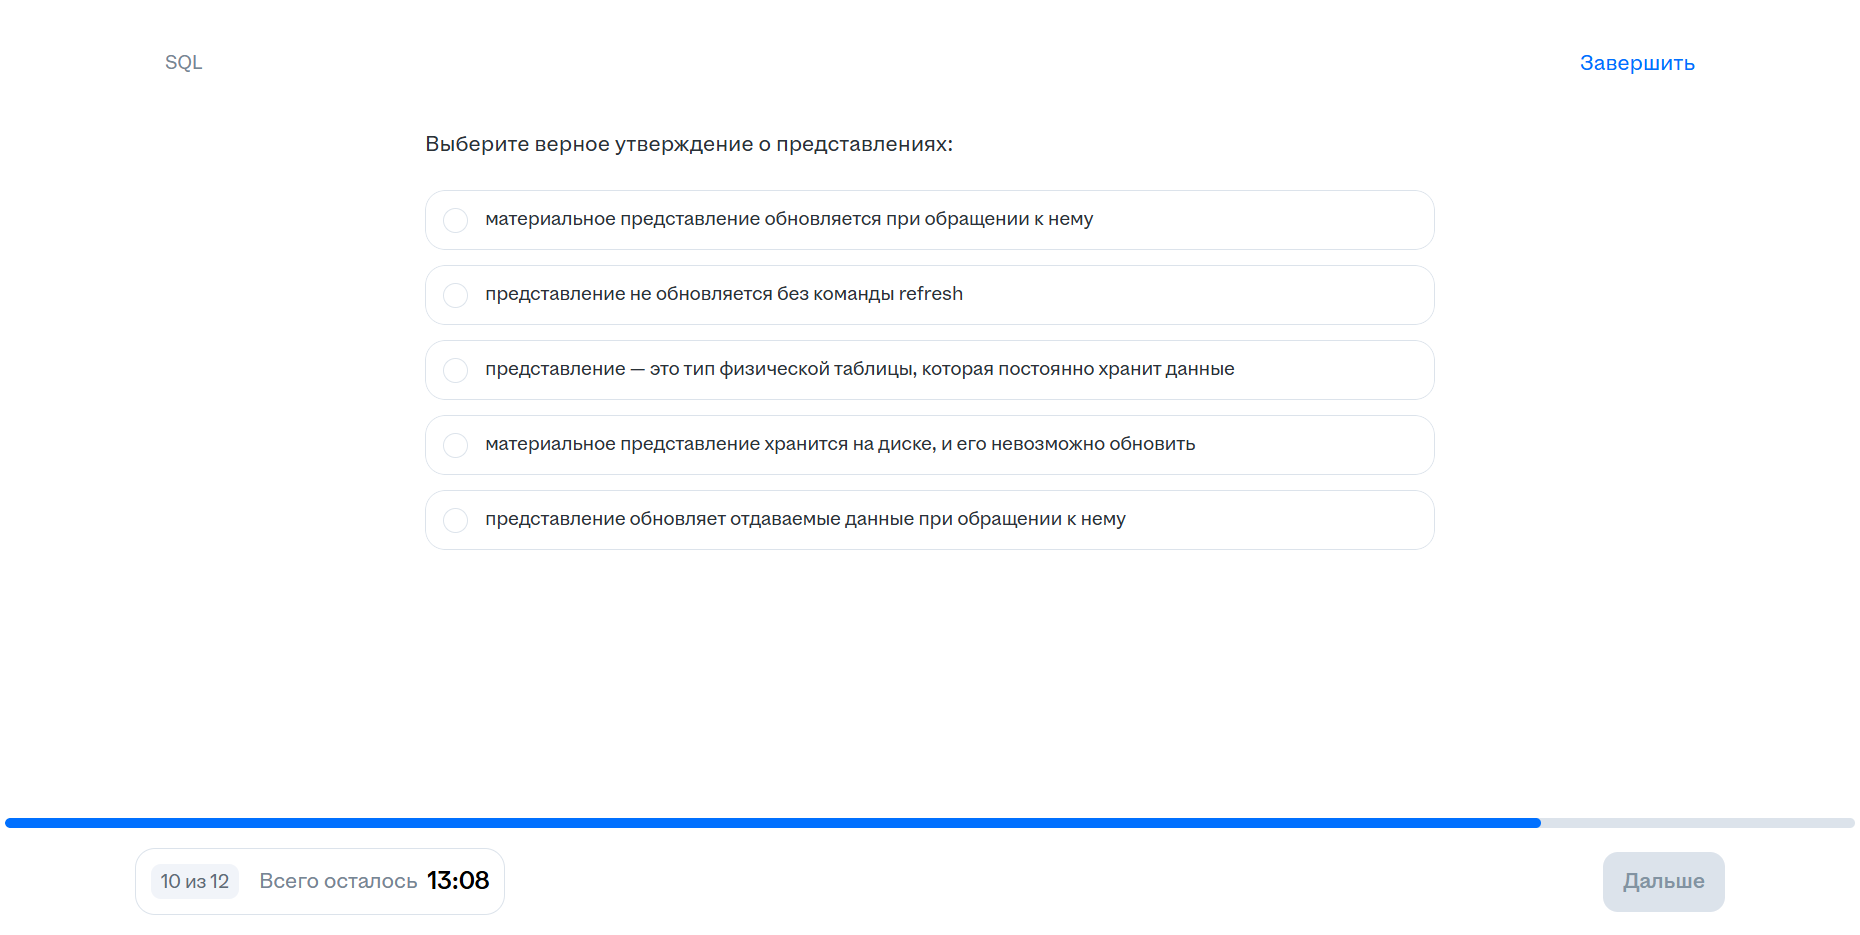 SQL
Завершить
Выберите верное утверждение о представлениях:
материальное представление обновляется при обращении к нему
представление не обновляется без команды refresh
представление — это тип физической таблицы, которая постоянно хранит данные
материальное представление хранится на диске, и его невозможно обновить
представление обновляет отдаваемые данные при обращении к нему
10 из 12 Всего осталось 13:08
Дальше